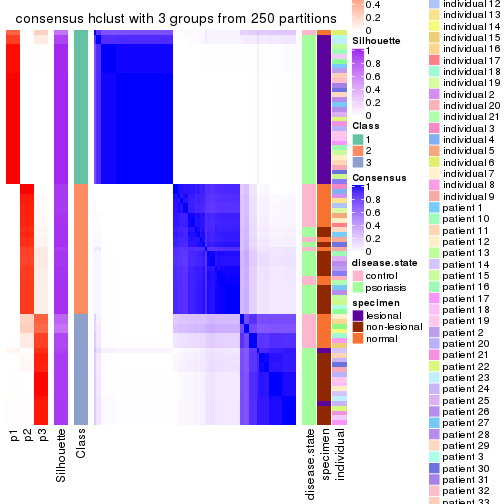 consensus hclust with 3 groups from 250 partitions
p1
p2
p3
Silhouette
Class
disease.state
specimen
individual
0.4
0.2
0
Silhouette
1
0.8
0.6
0.4
0.2
0
Class
1
2
3
Consensus
1
0.8
0.6
0.4
0.2
0
disease.state
control
psoriasis
specimen
lesional
non-lesional
normal
individual 12
individual 13
individual 14
individual 15
individual 16
individual 17
individual 18
individual 19
individual 2
individual 20
individual 21
individual 3
individual 4
individual 5
individual 6
individual 7
individual 8
individual 9
patient 1
patient 10
patient 11
patient 12
patient 13
patient 14
patient 15
patient 16
patient 17
patient 18
patient 19
patient 2
patient 20
patient 21
patient 22
patient 23
patient 24
patient 25
patient 26
patient 27
patient 28
patient 29
patient 3
patient 30
patient 31
patient 32
patient 33